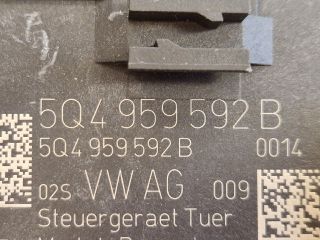 5Q4 959 592 B
5Q4 959 592 B 0014
02S VW AG 009
Steuergeraet Tuer